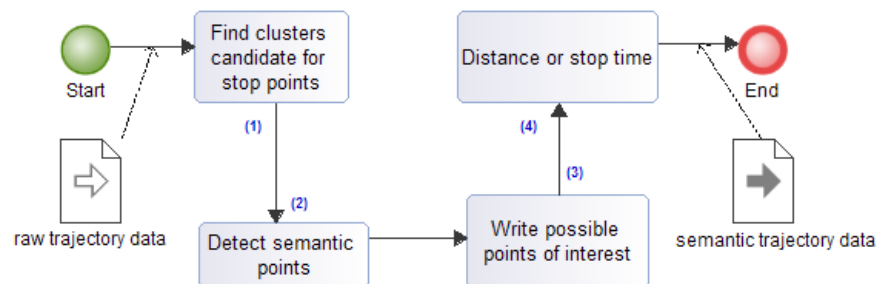 Start
raw trajectory data
Find clusters
candidate for
stop points
(1)
(2)
Detect semantic
points
Write possible
points of interest
(3)
(4)
Distance or stop time
End
semantic trajectory data